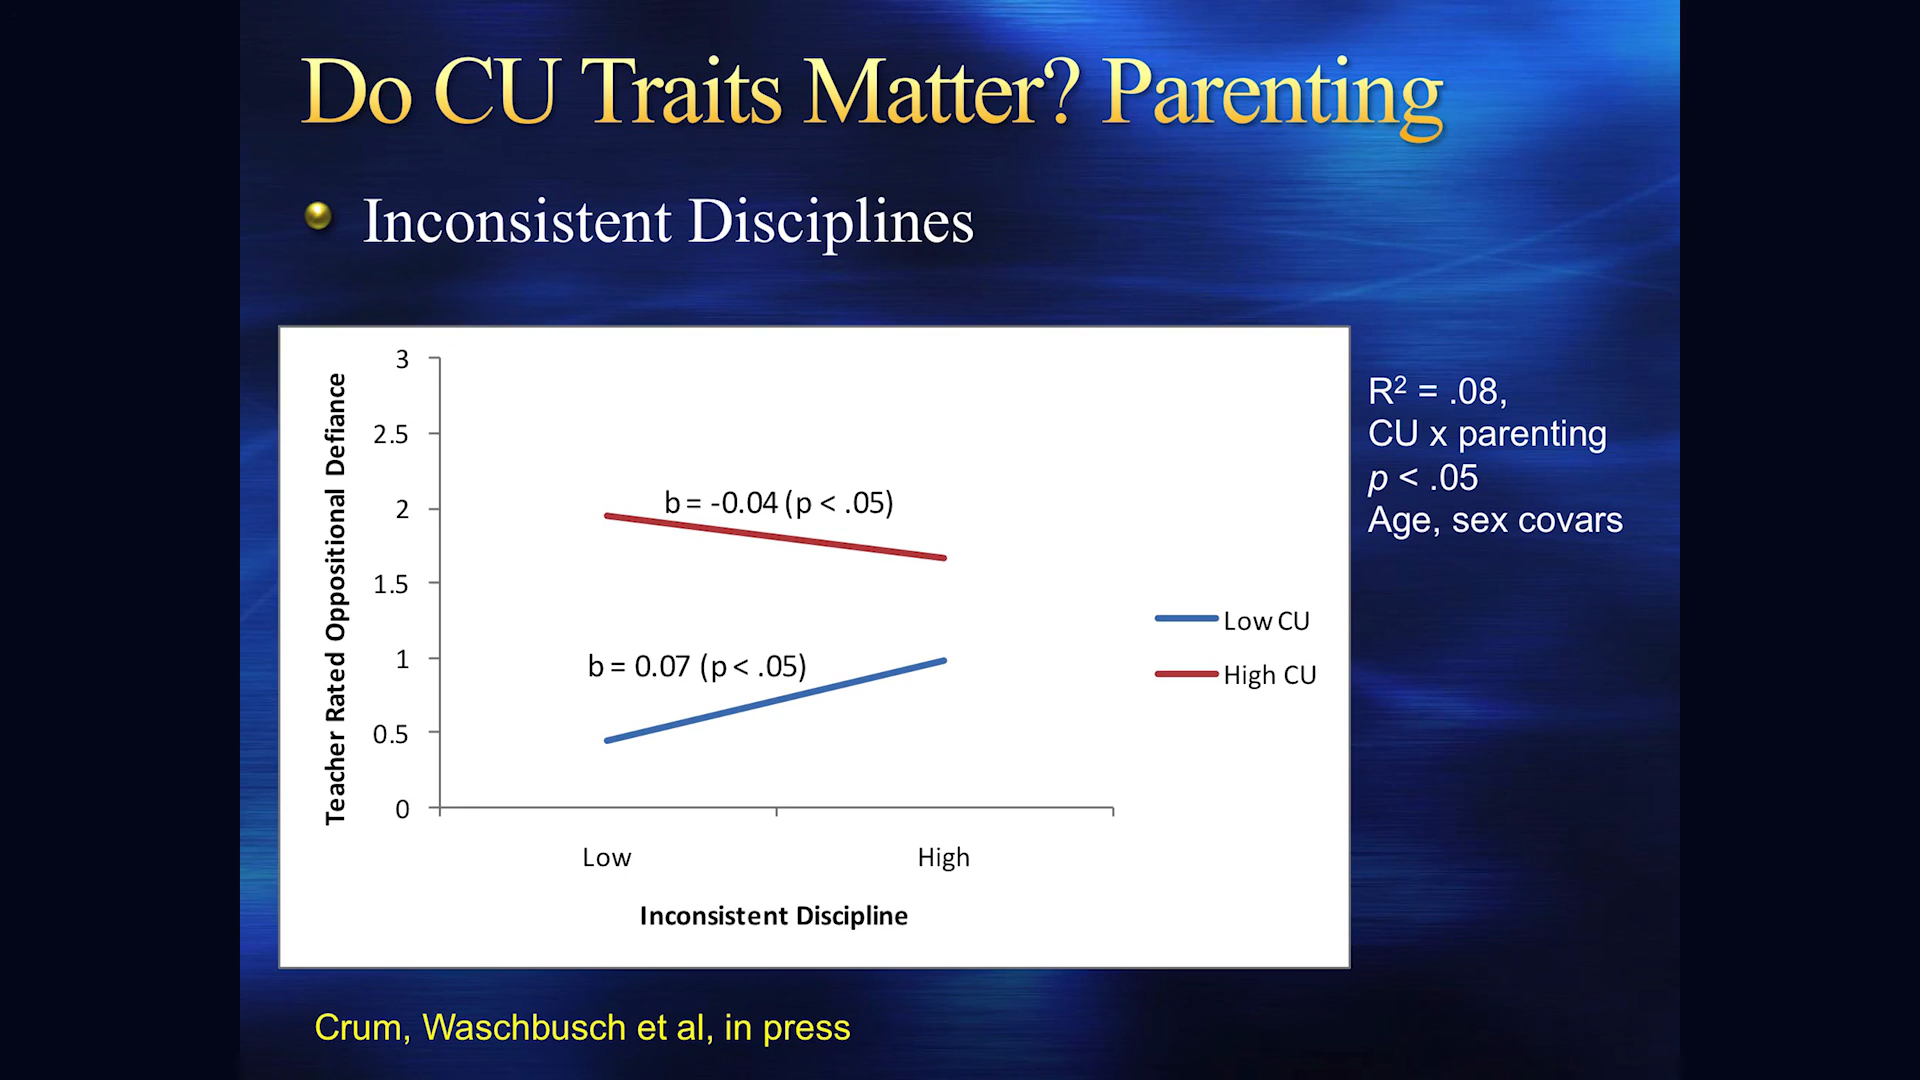 Do CU Traits Matter? Parenting
Inconsistent Disciplines
Teacher Rated Oppositional Defiance
3
2.5
2
1.5
1
0.5
0
b = -0.04 (p < .05)
b = 0.07 (p < .05)
Low
High
Inconsistent Discipline
Low CU
High CU
R² = .08,
CU x parenting
p < .05
Age, sex covars
Crum, Waschbusch et al, in press